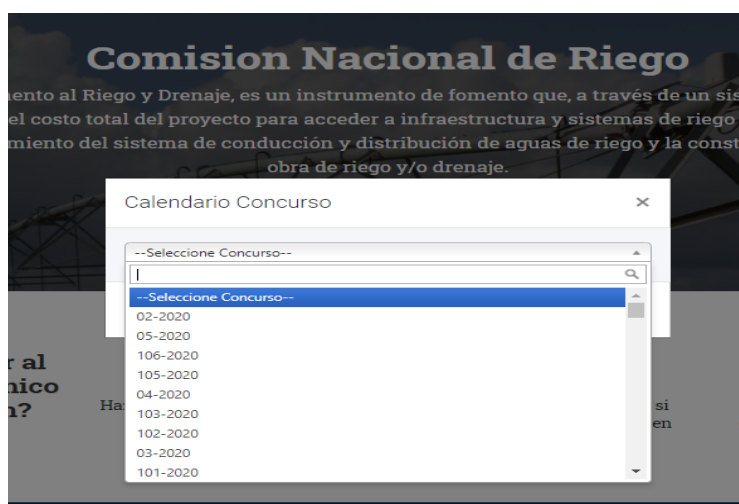 Comision Nacional de Riego
ento al Riego y Drenaje, es un instrumento de fomento que, a través de un sis
el costo total del proyecto para acceder a infraestructura y sistemas de riego
miento del sistema de conducción y distribución de aguas de riego y la const
obra de riego y/o drenaje.
Calendario Concurso ×
--Seleccione Concurso--
--Seleccione Concurso--
02-2020
05-2020
106-2020
105-2020
04-2020
103-2020
102-2020
03-2020
101-2020
r al
nico
n?
Ha
si
en